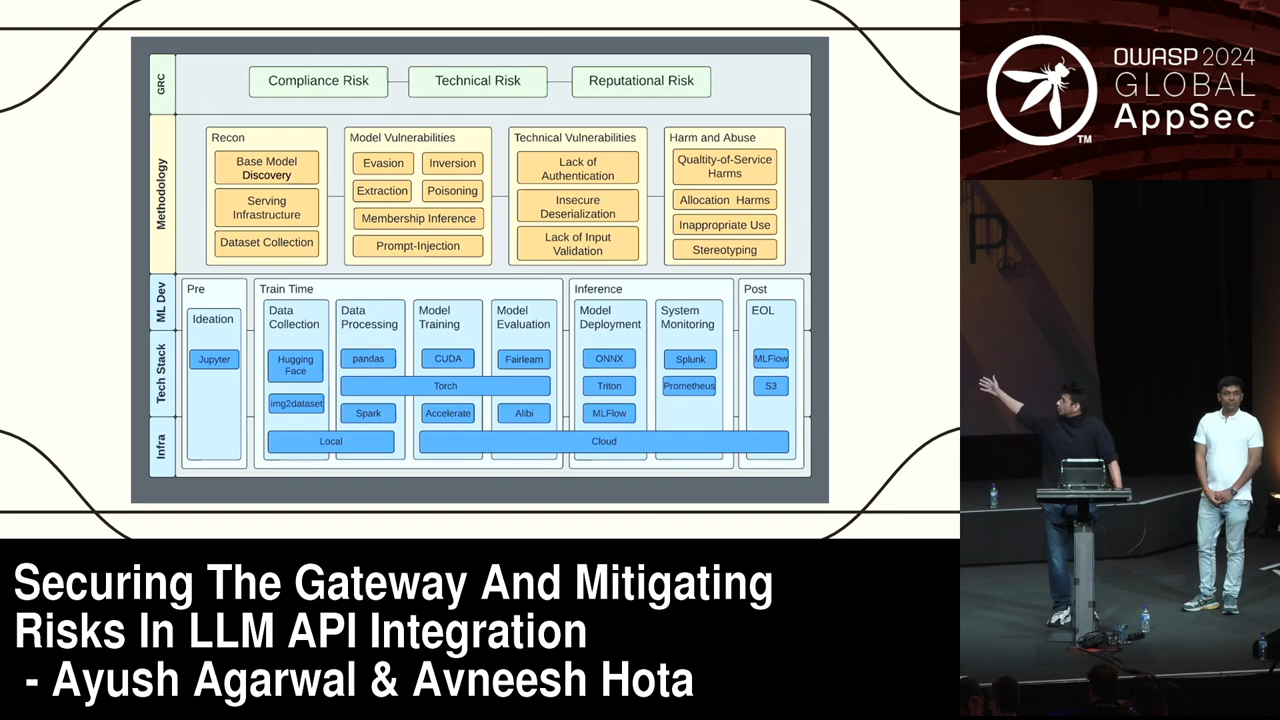 GRC
Compliance Risk
Technical Risk
Reputational Risk
Methodology
Recon
Base Model
Discovery
Serving
Infrastructure
Dataset Collection
Model Vulnerabilities
Evasion
Inversion
Extraction
Poisoning
Membership Inference
Prompt-Injection
Technical Vulnerabilities
Lack of
Authentication
Insecure
Deserialization
Lack of Input
Validation
Harm and Abuse
Qualtity-of-Service
Harms
Allocation Harms
Inappropriate Use
Stereotyping
ML Dev
Tech Stack
Infra
Pre
Ideation
Jupyter
Train Time
Data
Collection
Hugging
Face
img2dataset
Data
Processing
pandas
Spark
Model
Training
CUDA
Accelerate
Model
Evaluation
Fairlearn
Alibi
Torch
Inference
Model
Deployment
ONNX
Triton
MLFlow
System
Monitoring
Splunk
Prometheus
Post
EOL
MLFlow
S3
Local
Cloud
OWASP 2024
GLOBAL
AppSec
TM
P
Securing The Gateway And Mitigating
Risks In LLM API Integration
- Ayush Agarwal & Avneesh Hota